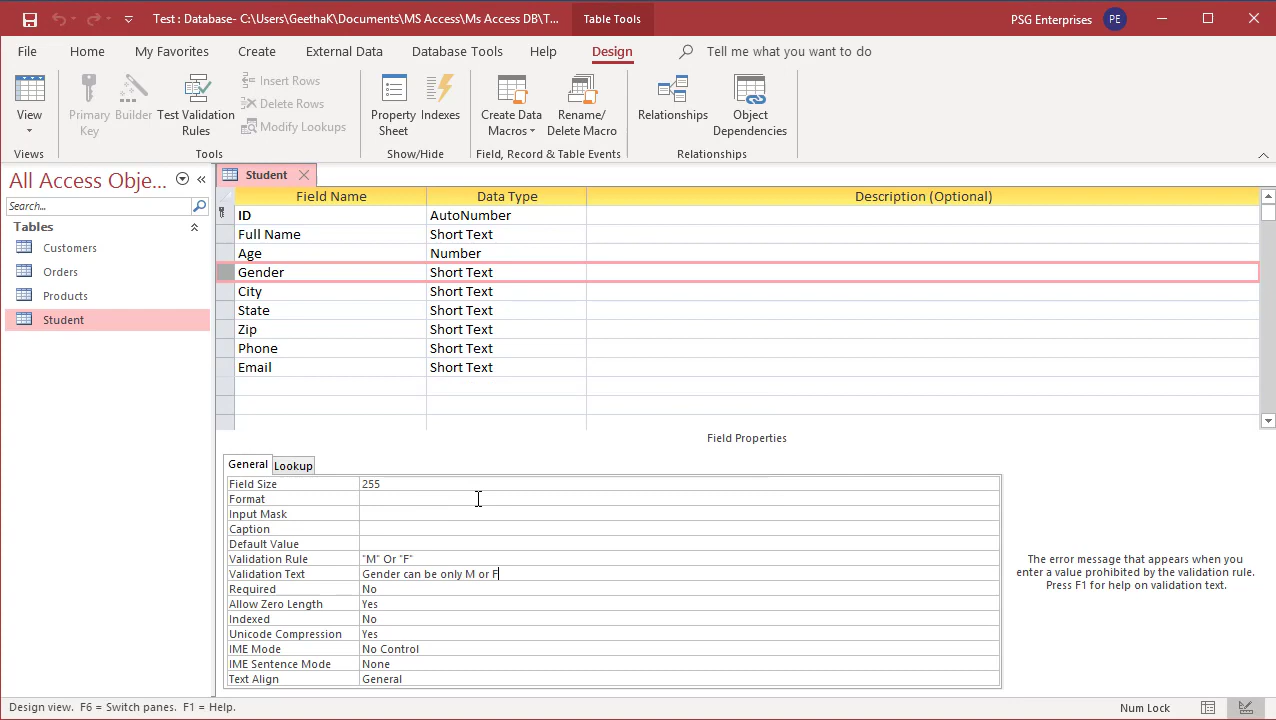 Test : Database- C:\Users\GeethaK\Documents\MS Access\Ms Access DB\T...
Table Tools
PSG Enterprises
PE
File
Home
My Favorites
Create
External Data
Database Tools
Help
Design
Tell me what you want to do
View
Primary Key
Builder
Test Validation Rules
Insert Rows
Delete Rows
Modify Lookups
Property Sheet
Indexes
Create Data Macros
Rename/ Delete Macro
Relationships
Object Dependencies
Views
Tools
Show/Hide
Field, Record & Table Events
Relationships
All Access Obje...
Search...
Tables
Customers
Orders
Products
Student
Student
Field Name Data Type Description (Optional)
ID AutoNumber
Full Name Short Text
Age Number
Gender Short Text
City Short Text
State Short Text
Zip Short Text
Phone Short Text
Email Short Text
Field Properties
General Lookup
Field Size 255
Format
Input Mask
Caption
Default Value
Validation Rule "M" Or "F"
Validation Text Gender can be only M or F
Required No
Allow Zero Length Yes
Indexed No
Unicode Compression Yes
IME Mode No Control
IME Sentence Mode None
Text Align General
The error message that appears when you
enter a value prohibited by the validation rule.
Press F1 for help on validation text.
Design view. F6 = Switch panes. F1 = Help.
Num Lock